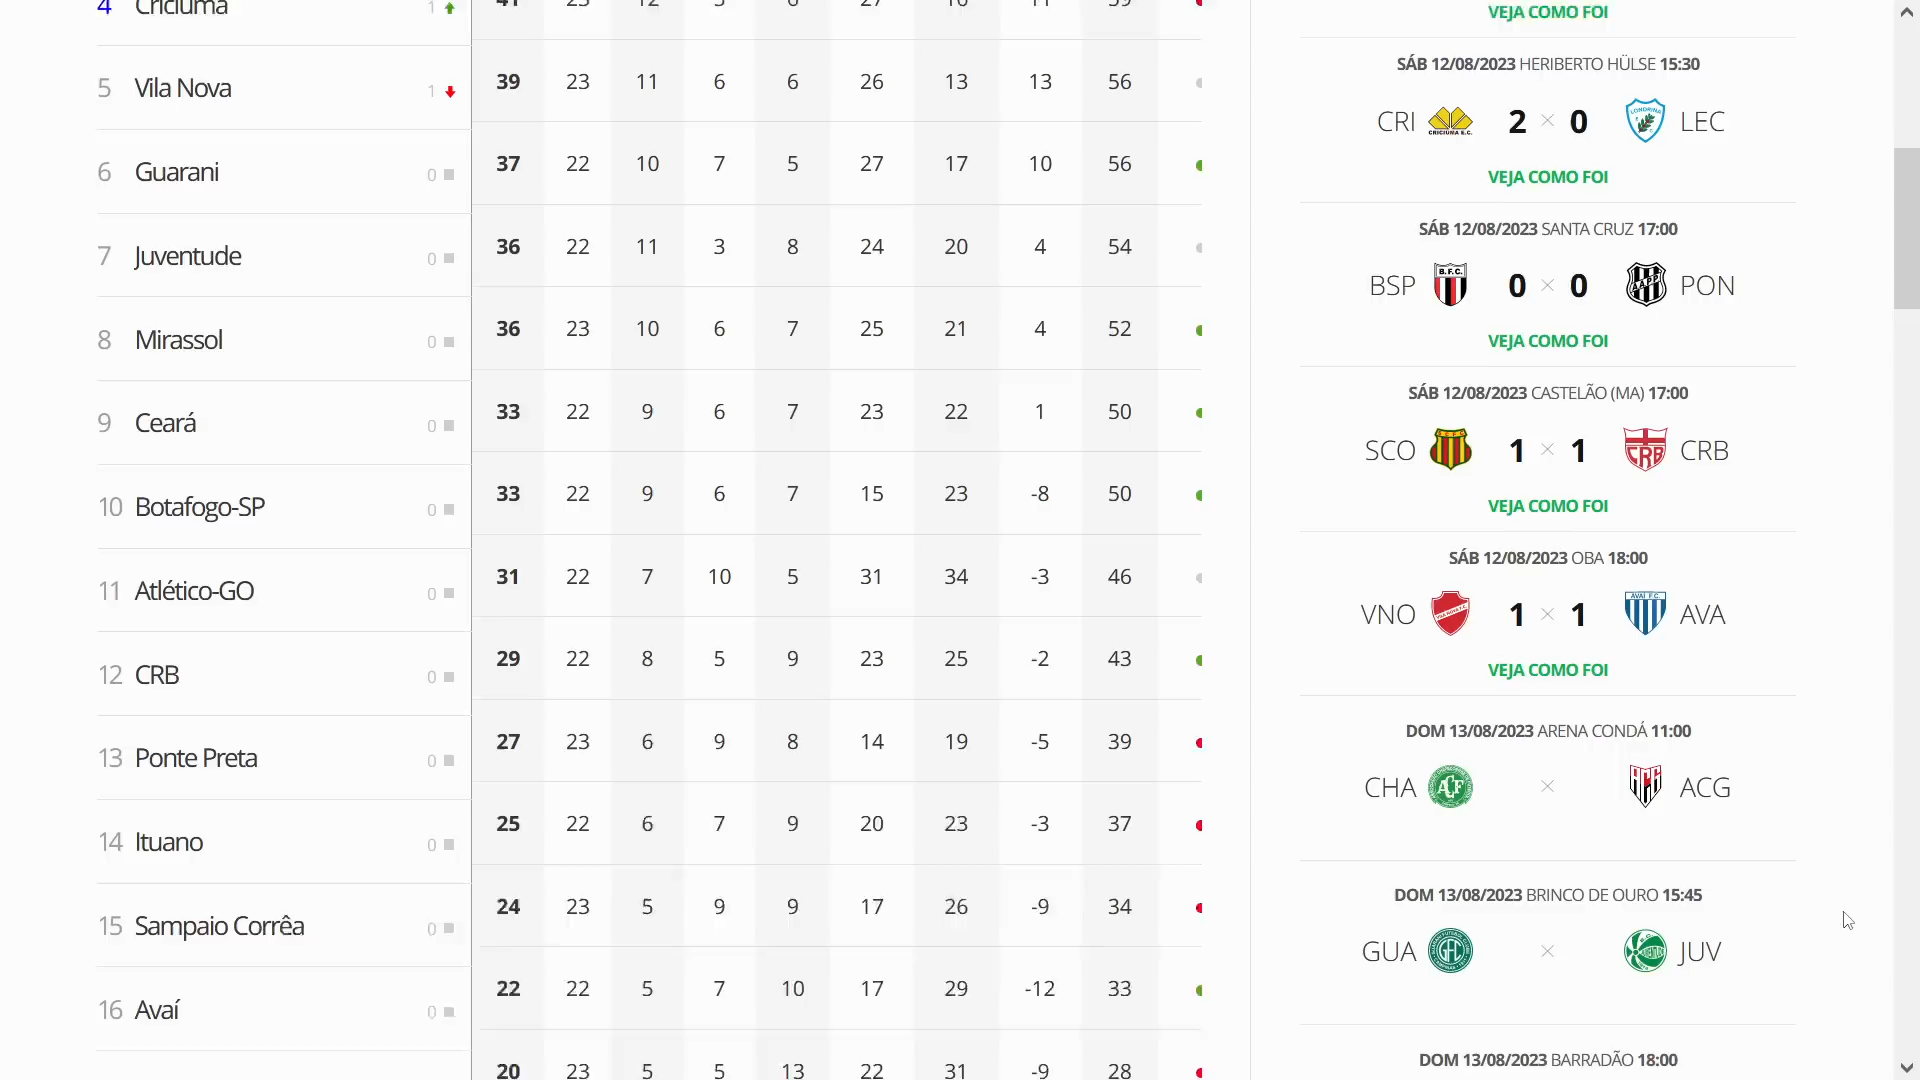 4 Criciúma 1
5 Vila Nova 1
6 Guarani 0
7 Juventude 0
8 Mirassol 0
9 Ceará 0
10 Botafogo-SP 0
11 Atlético-GO 0
12 CRB 0
13 Ponte Preta 0
14 Ituano 0
15 Sampaio Corrêa 0
16 Avaí 0
41 23 12 5 6 27 16 11 59
39 23 11 6 6 26 13 13 56
37 22 10 7 5 27 17 10 56
36 22 11 3 8 24 20 4 54
36 23 10 6 7 25 21 4 52
33 22 9 6 7 23 22 1 50
33 22 9 6 7 15 23 -8 50
31 22 7 10 5 31 34 -3 46
29 22 8 5 9 23 25 -2 43
27 23 6 9 8 14 19 -5 39
25 22 6 7 9 20 23 -3 37
24 23 5 9 9 17 26 -9 34
22 22 5 7 10 17 29 -12 33
20 23 5 5 13 22 31 -9 28
VEJA COMO FOI
SÁB 12/08/2023 HERIBERTO HÜLSE 15:30
CRI 2 × 0 LEC
VEJA COMO FOI
SÁB 12/08/2023 SANTA CRUZ 17:00
BSP 0 × 0 PON
VEJA COMO FOI
SÁB 12/08/2023 CASTELÃO (MA) 17:00
SCO 1 × 1 CRB
VEJA COMO FOI
SÁB 12/08/2023 OBA 18:00
VNO 1 × 1 AVA
VEJA COMO FOI
DOM 13/08/2023 ARENA CONDÁ 11:00
CHA × ACG
DOM 13/08/2023 BRINCO DE OURO 15:45
GUA × JUV
DOM 13/08/2023 BARRADÃO 18:00